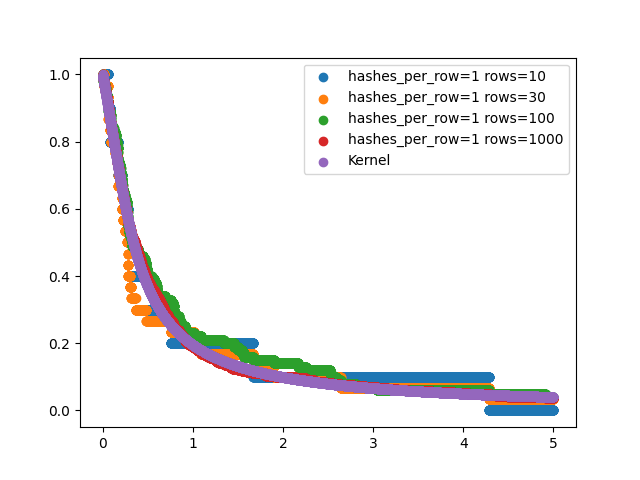 1.0
0.8
0.6
0.4
0.2
0.0
0 1 2 3 4 5
hashes_per_row=1 rows=10
hashes_per_row=1 rows=30
hashes_per_row=1 rows=100
hashes_per_row=1 rows=1000
Kernel